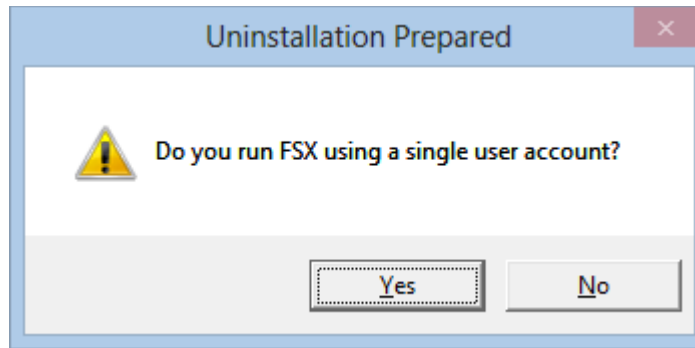 Uninstallation Prepared
Do you run FSX using a single user account?
Yes
No